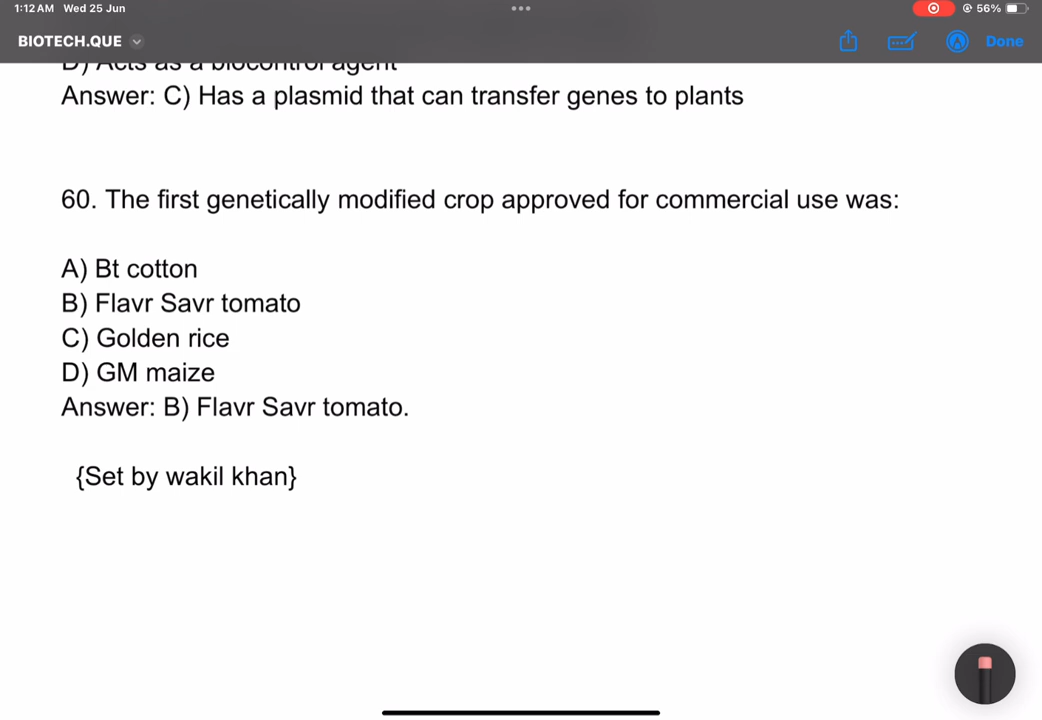 1:12 AM Wed 25 Jun
56%
BIOTECH.QUE
Done
D) Acts as a biocontrol agent
Answer: C) Has a plasmid that can transfer genes to plants
60. The first genetically modified crop approved for commercial use was:
A) Bt cotton
B) Flavr Savr tomato
C) Golden rice
D) GM maize
Answer: B) Flavr Savr tomato.
{Set by wakil khan}